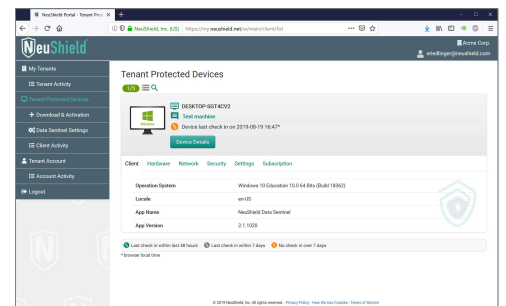 NeuShield Portal - Tenant Prote
NeuShield, Inc. (US)
https://my.neushield.net/w/main/client/list
NeuShield
Acme Corp.
eriedlinger@neushield.com
My Tenants
Tenant Activity
Tenant Protected Devices
Download & Activation
Data Sentinel Settings
Client Activity
Tenant Account
Account Activity
Logout
Tenant Protected Devices
1/5
DESKTOP-SGT4CV2
Test machine
Device last check in on 2019-08-19 16:47*
Windows
Device Details
Client Hardware Network Security Settings Subscription
Operation System Windows 10 Education 10.0 64 Bits (Build 18362)
Locale en-US
App Name NeuShield Data Sentinel
App Version 2.1.1020
Last check in within last 48 hours Last check in within 7 days No check in over 7 days
* browser local time
© 2019 NeuShield, Inc. All rights reserved - Privacy Policy - How We Use Cookies - Terms of Service